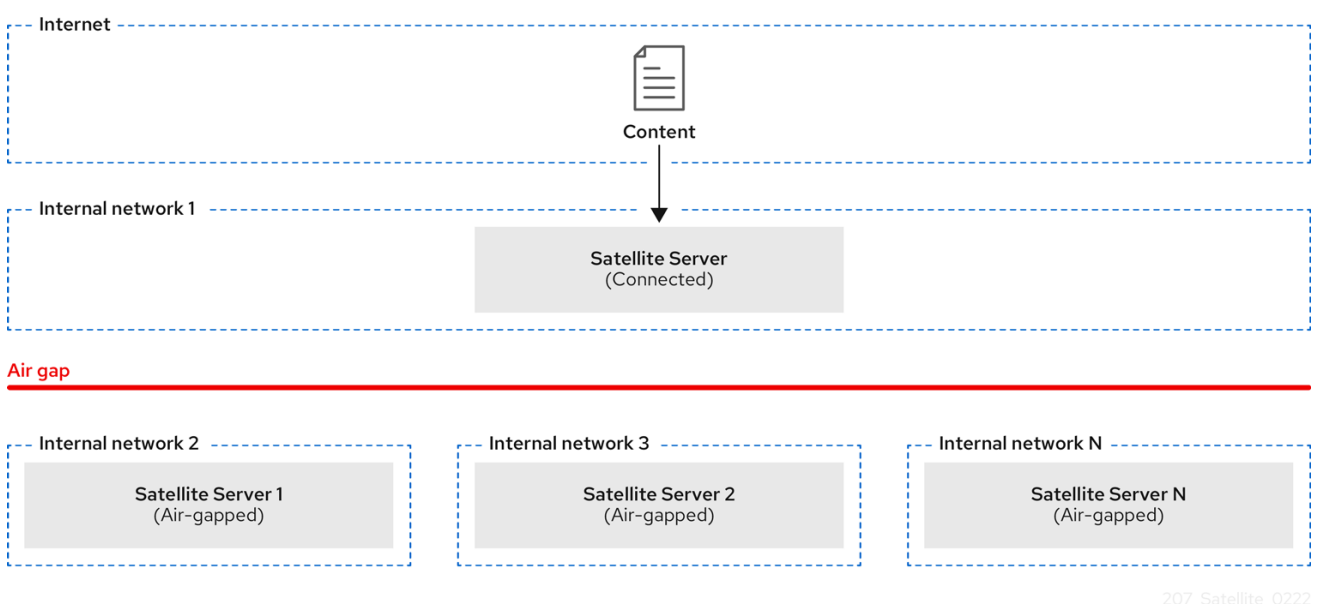 Internet
Content
Internal network 1
Satellite Server
(Connected)
Air gap
Internal network 2
Internal network 3
Internal network N
Satellite Server 1
(Air-gapped)
Satellite Server 2
(Air-gapped)
Satellite Server N
(Air-gapped)
207_Satellite_0222